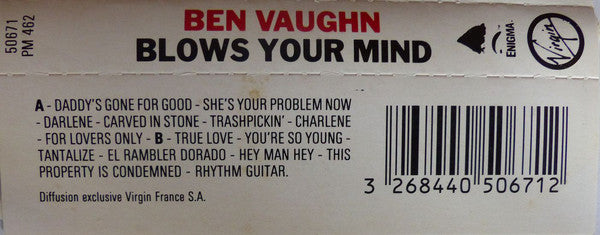 50671
PM 462
BEN VAUGHN
BLOWS YOUR MIND
ENIGMA
Virgin
A - DADDY'S GONE FOR GOOD - SHE'S YOUR PROBLEM NOW
- DARLENE - CARVED IN STONE - TRASHPICKIN' - CHARLENE
- FOR LOVERS ONLY - B - TRUE LOVE - YOU'RE SO YOUNG -
TANTALIZE - EL RAMBLER DORADO - HEY MAN HEY - THIS
PROPERTY IS CONDEMNED - RHYTHM GUITAR.
Diffusion exclusive Virgin France S.A.
3 268440 506712